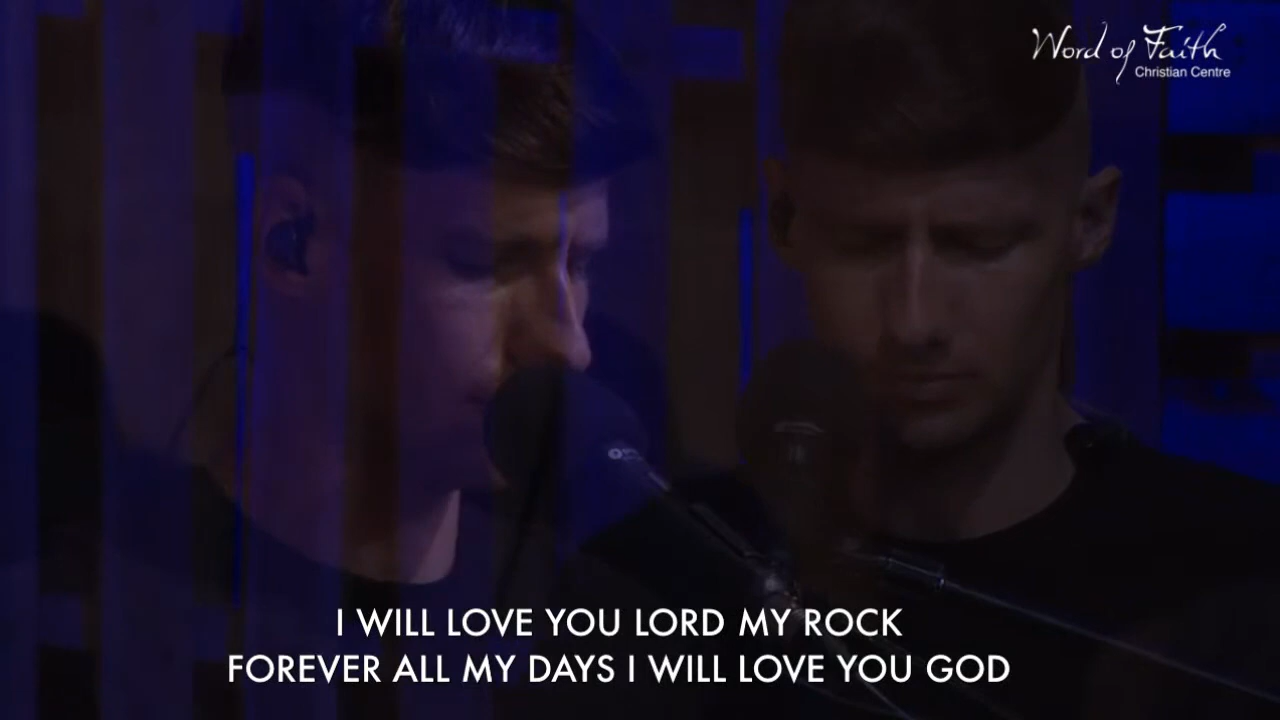 Word of Faith
Christian Centre
I WILL LOVE YOU LORD MY ROCK
FOREVER ALL MY DAYS I WILL LOVE YOU GOD